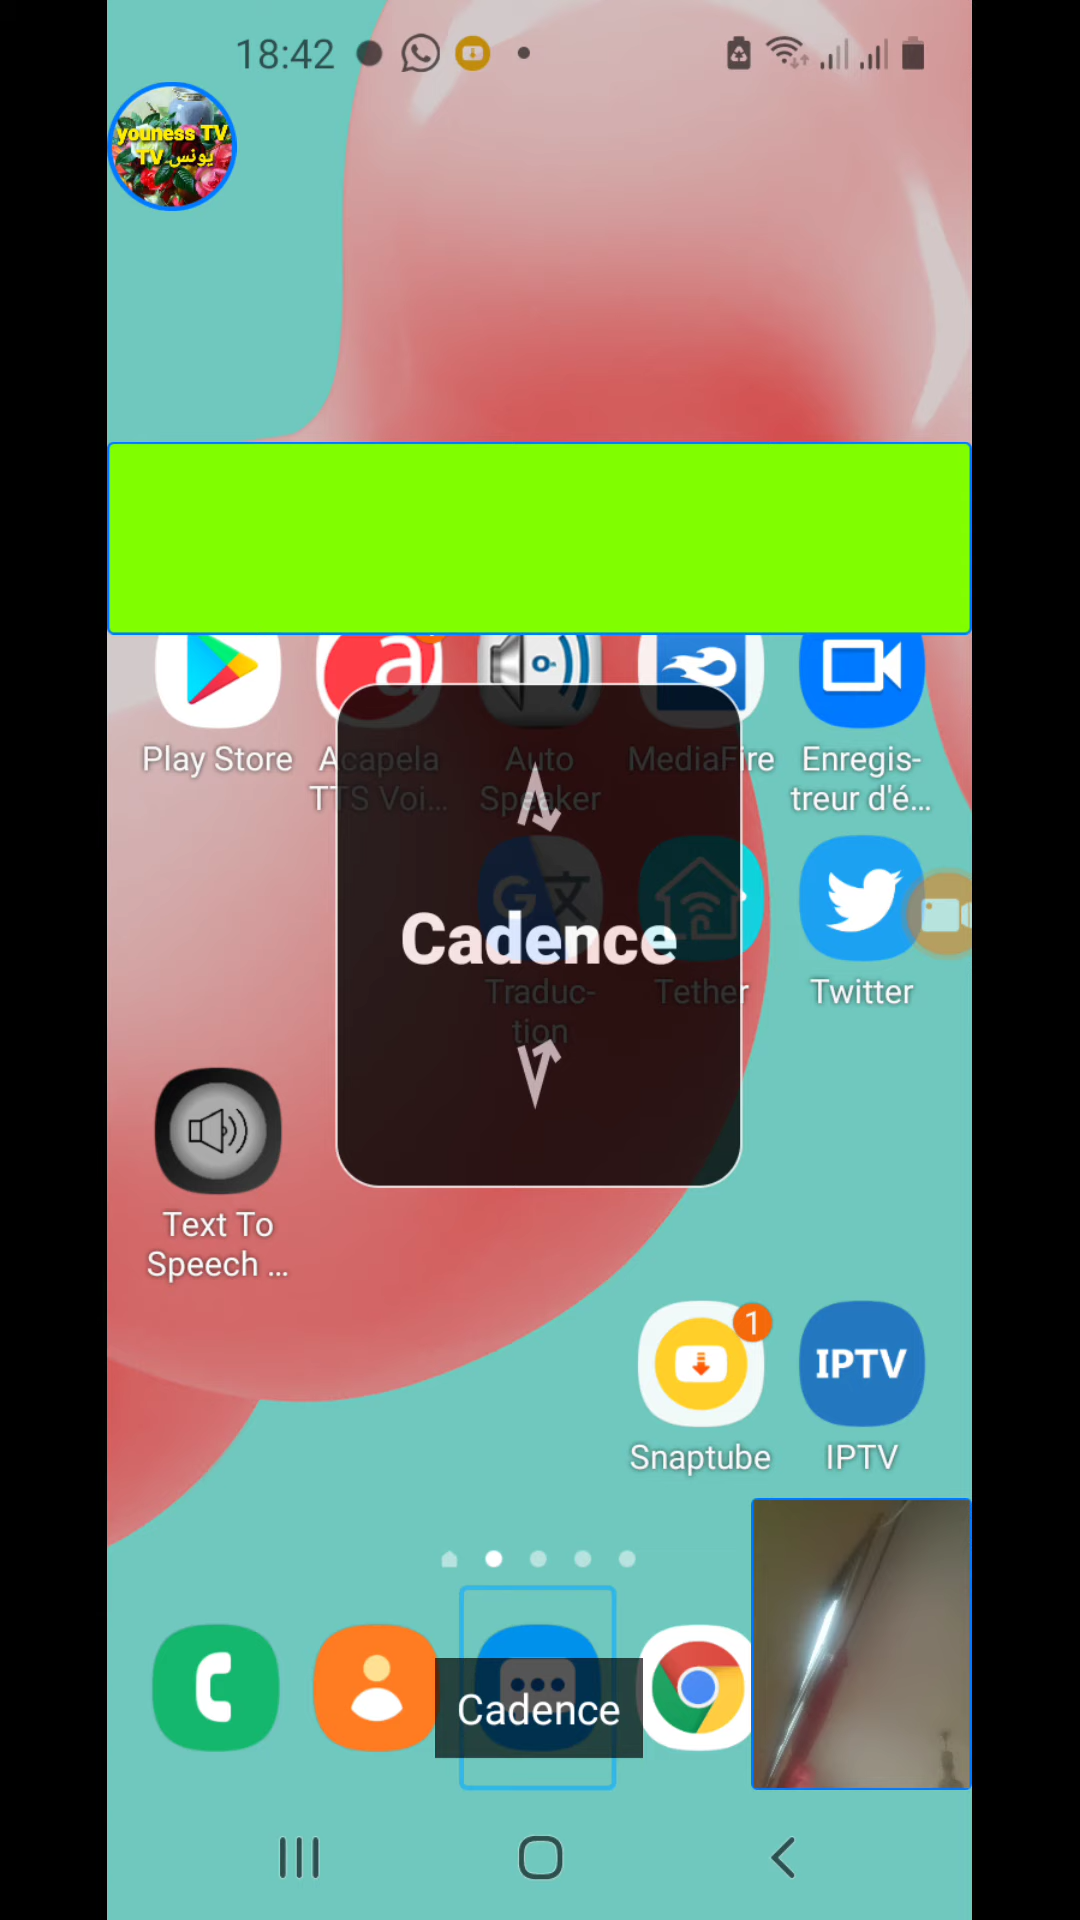 18:42
youness TV
يونس TV
Play Store
Acapela
TTS Voi...
Auto
Speaker
MediaFire
Enregis-
treur d'é...
Cadence
Traduc-
tion
Tether
Twitter
Text To
Speech ...
1
IPTV
Snaptube
IPTV
Cadence